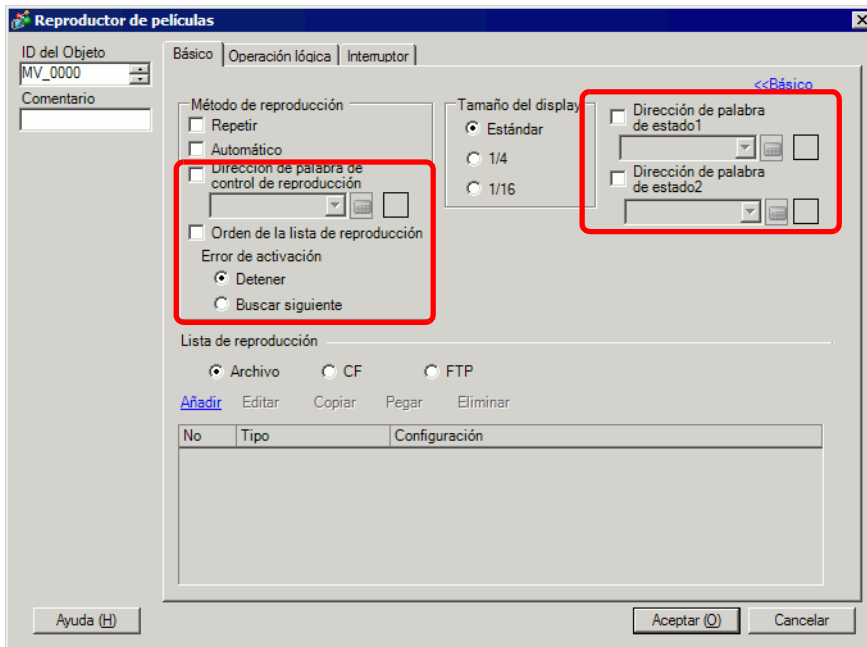 Reproductor de películas
ID del Objeto
MV_0000
Comentario
Básico
Operación lógica
Interruptor
<<Básico
Método de reproducción
Repetir
Automático
Dirección de palabra de
control de reproducción
Orden de la lista de reproducción
Error de activación
Detener
Buscar siguiente
Tamaño del display
Estándar
1/4
1/16
Dirección de palabra
de estado1
Dirección de palabra
de estado2
Lista de reproducción
Archivo
CF
FTP
Añadir
Editar
Copiar
Pegar
Eliminar
No
Tipo
Configuración
Ayuda (H)
Aceptar (O)
Cancelar